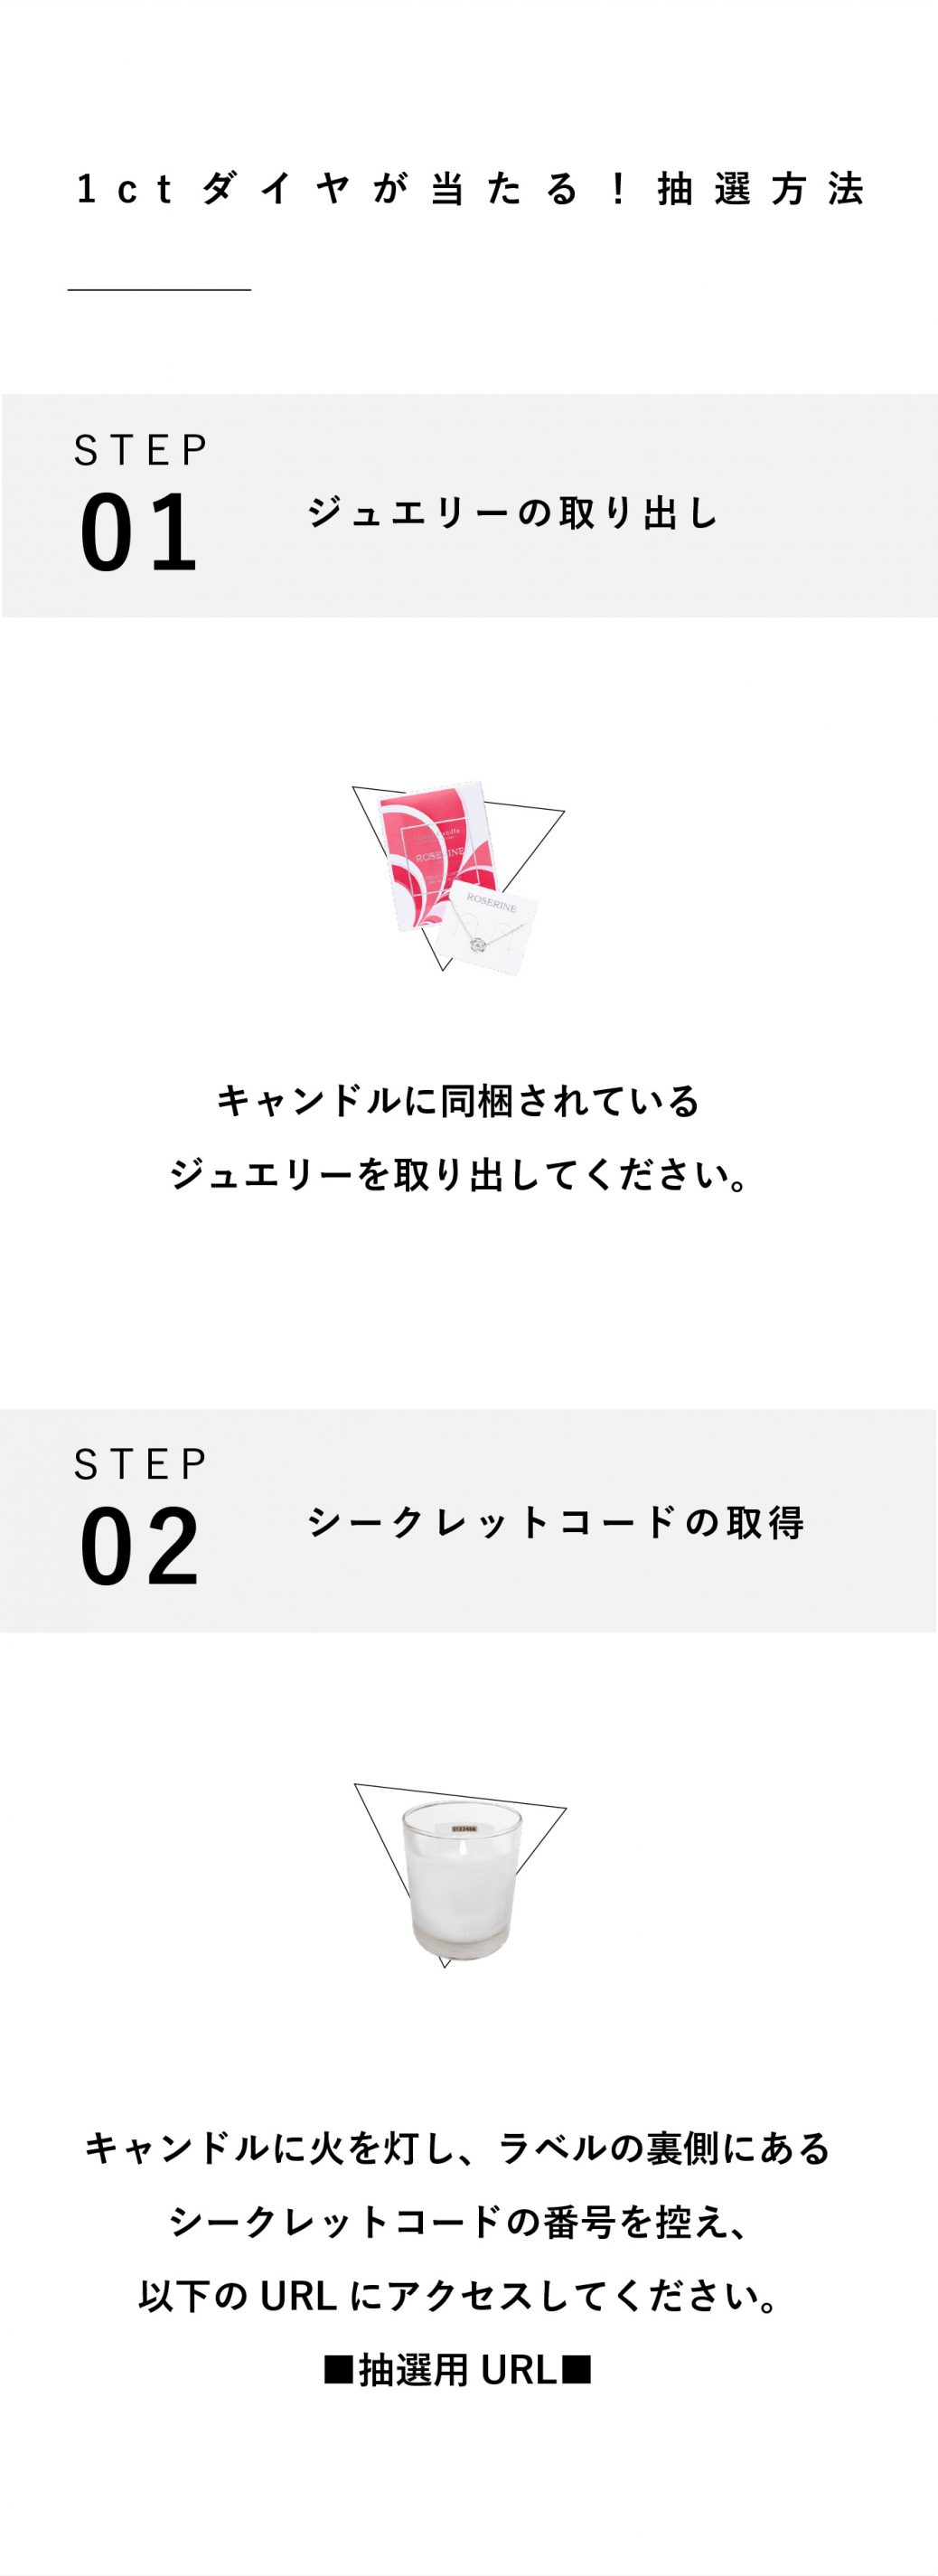 1ctダイヤが当たる！抽選方法
STEP
01
ジュエリーの取り出し
ROSERINE
ROSERINE
キャンドルに同梱されている
ジュエリーを取り出してください。
STEP
02
シークレットコードの取得
キャンドルに火を灯し、ラベルの裏側にある
シークレットコードの番号を控え、
以下の URL にアクセスしてください。
■抽選用 URL■